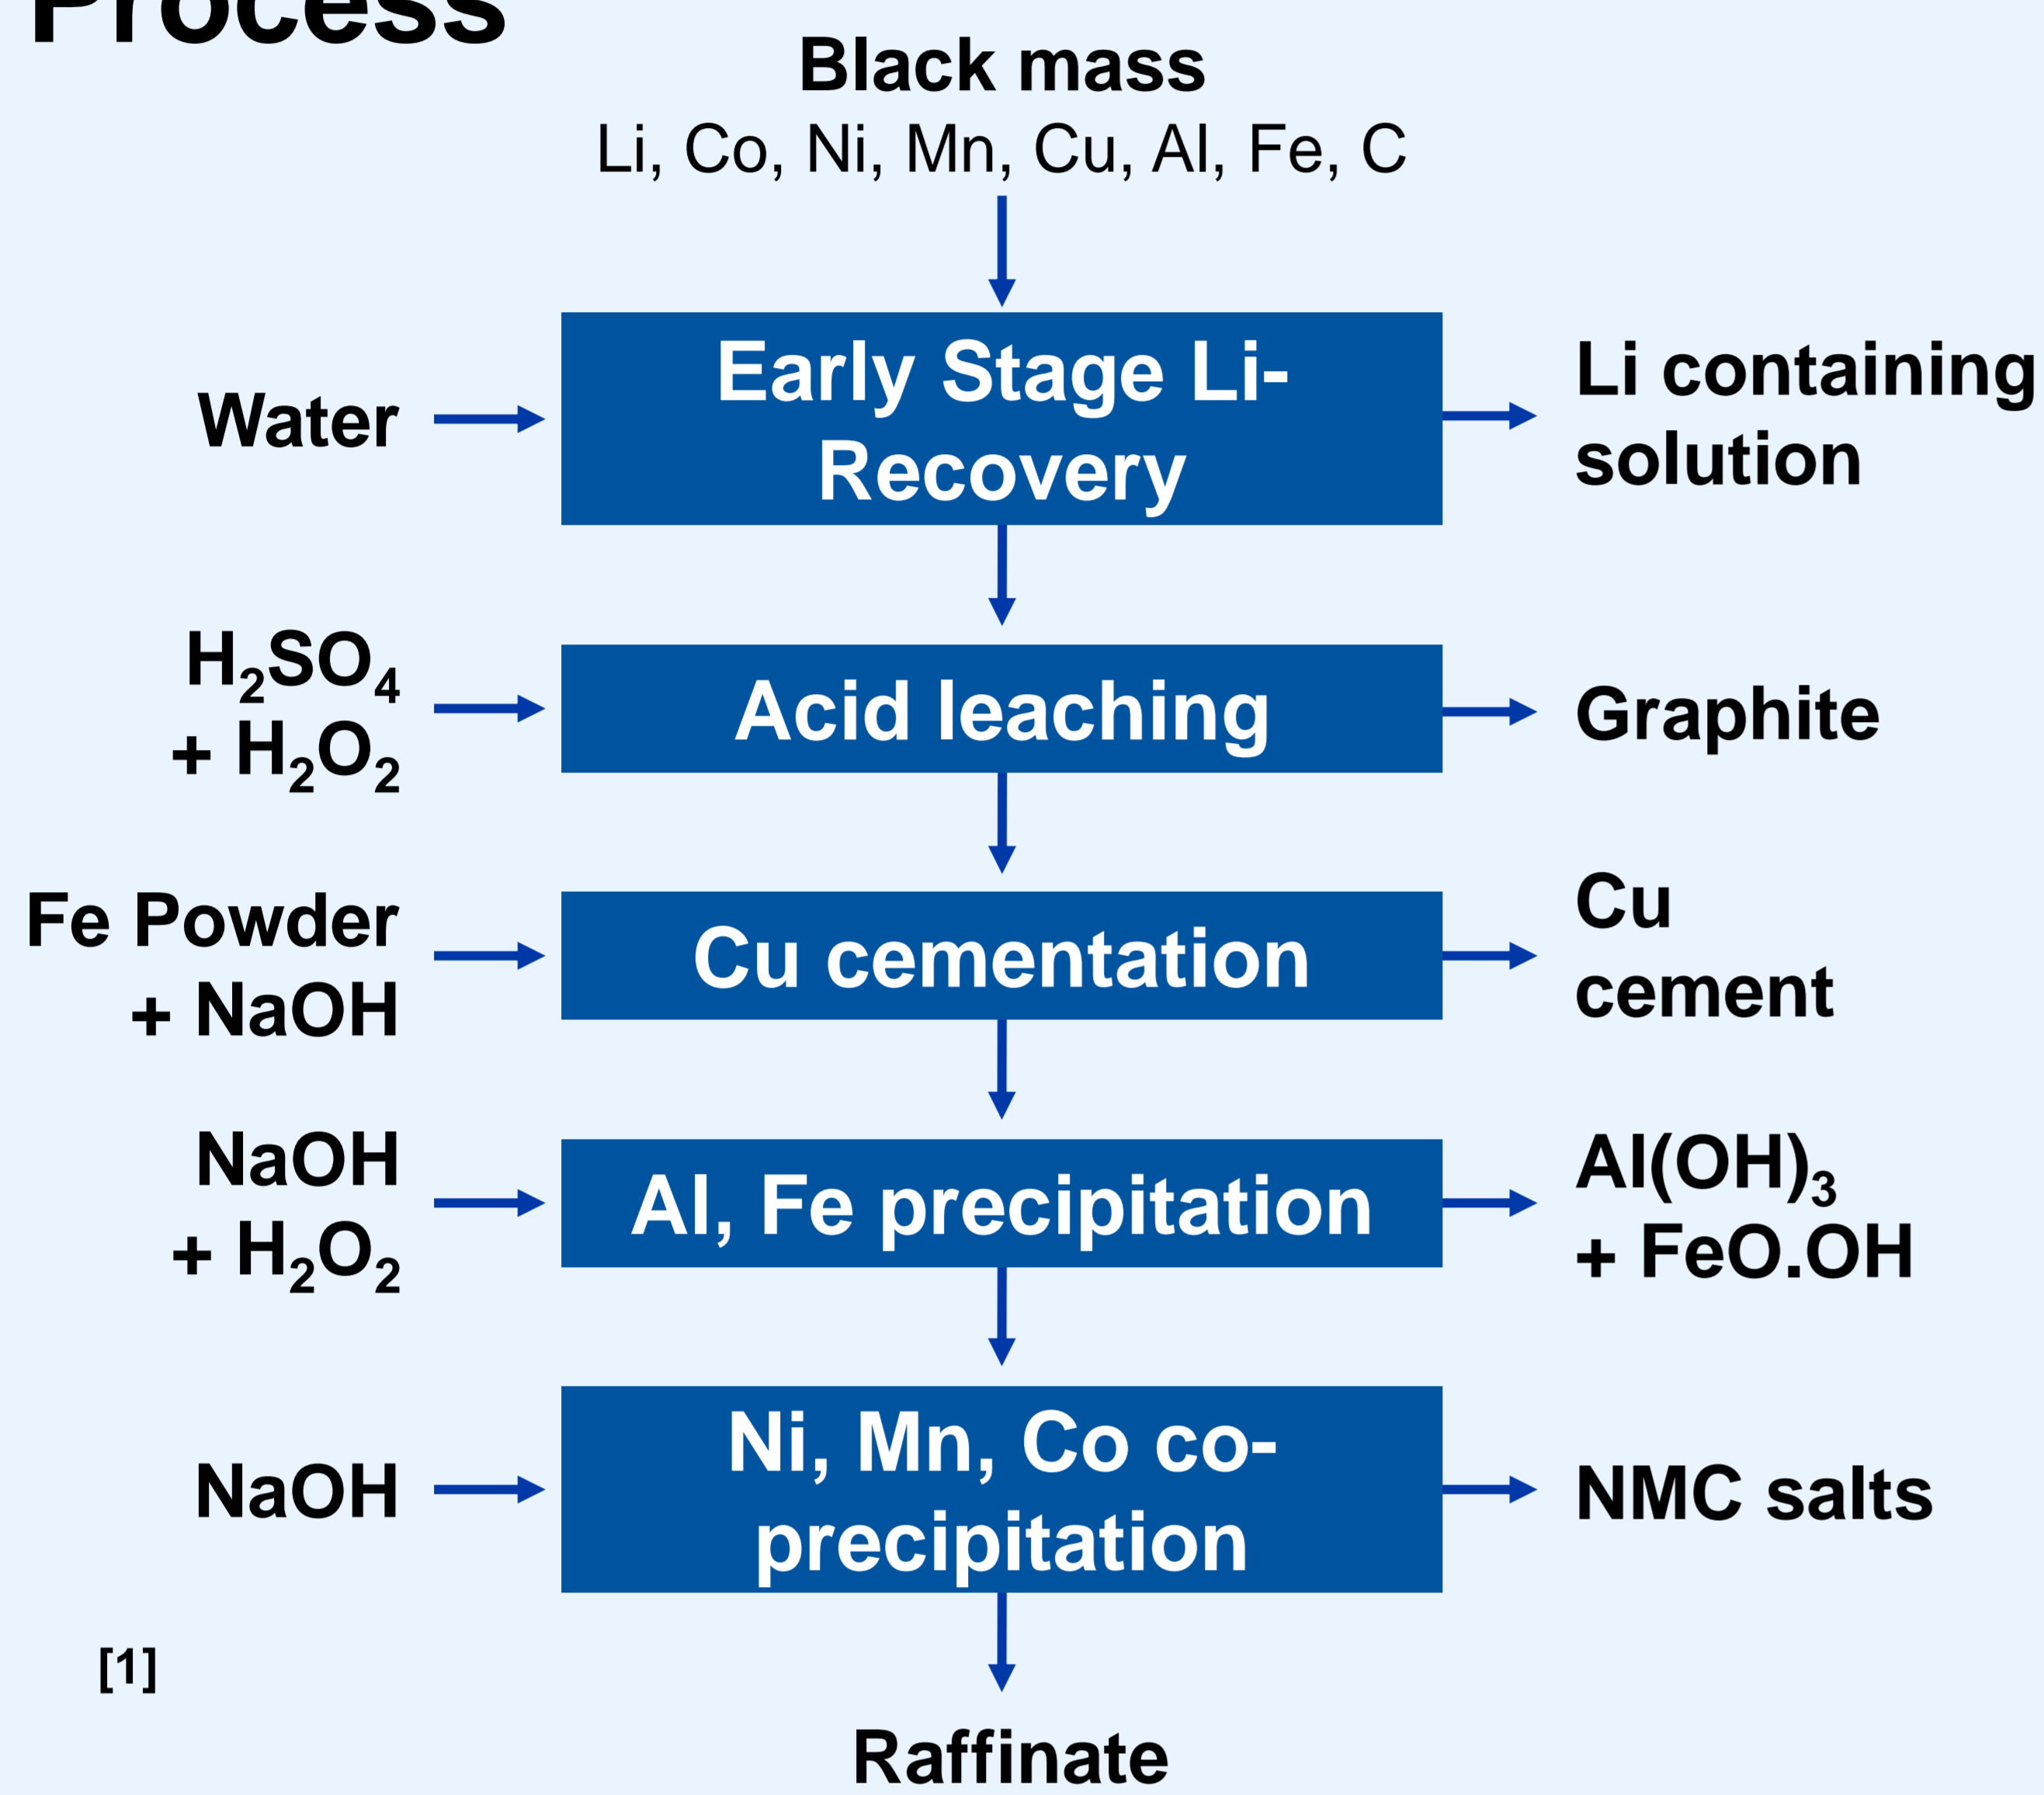 Process
Black mass
Li, Co, Ni, Mn, Cu, Al, Fe, C
Water
Early Stage Li-
Recovery
Li containing
solution
H₂SO₄
+ H₂O₂
Acid leaching
Graphite
Fe Powder
+ NaOH
Cu cementation
Cu
cement
NaOH
+ H₂O₂
Al, Fe precipitation
Al(OH)₃
+ FeO.OH
NaOH
Ni, Mn, Co co-
precipitation
NMC salts
[1]
Raffinate